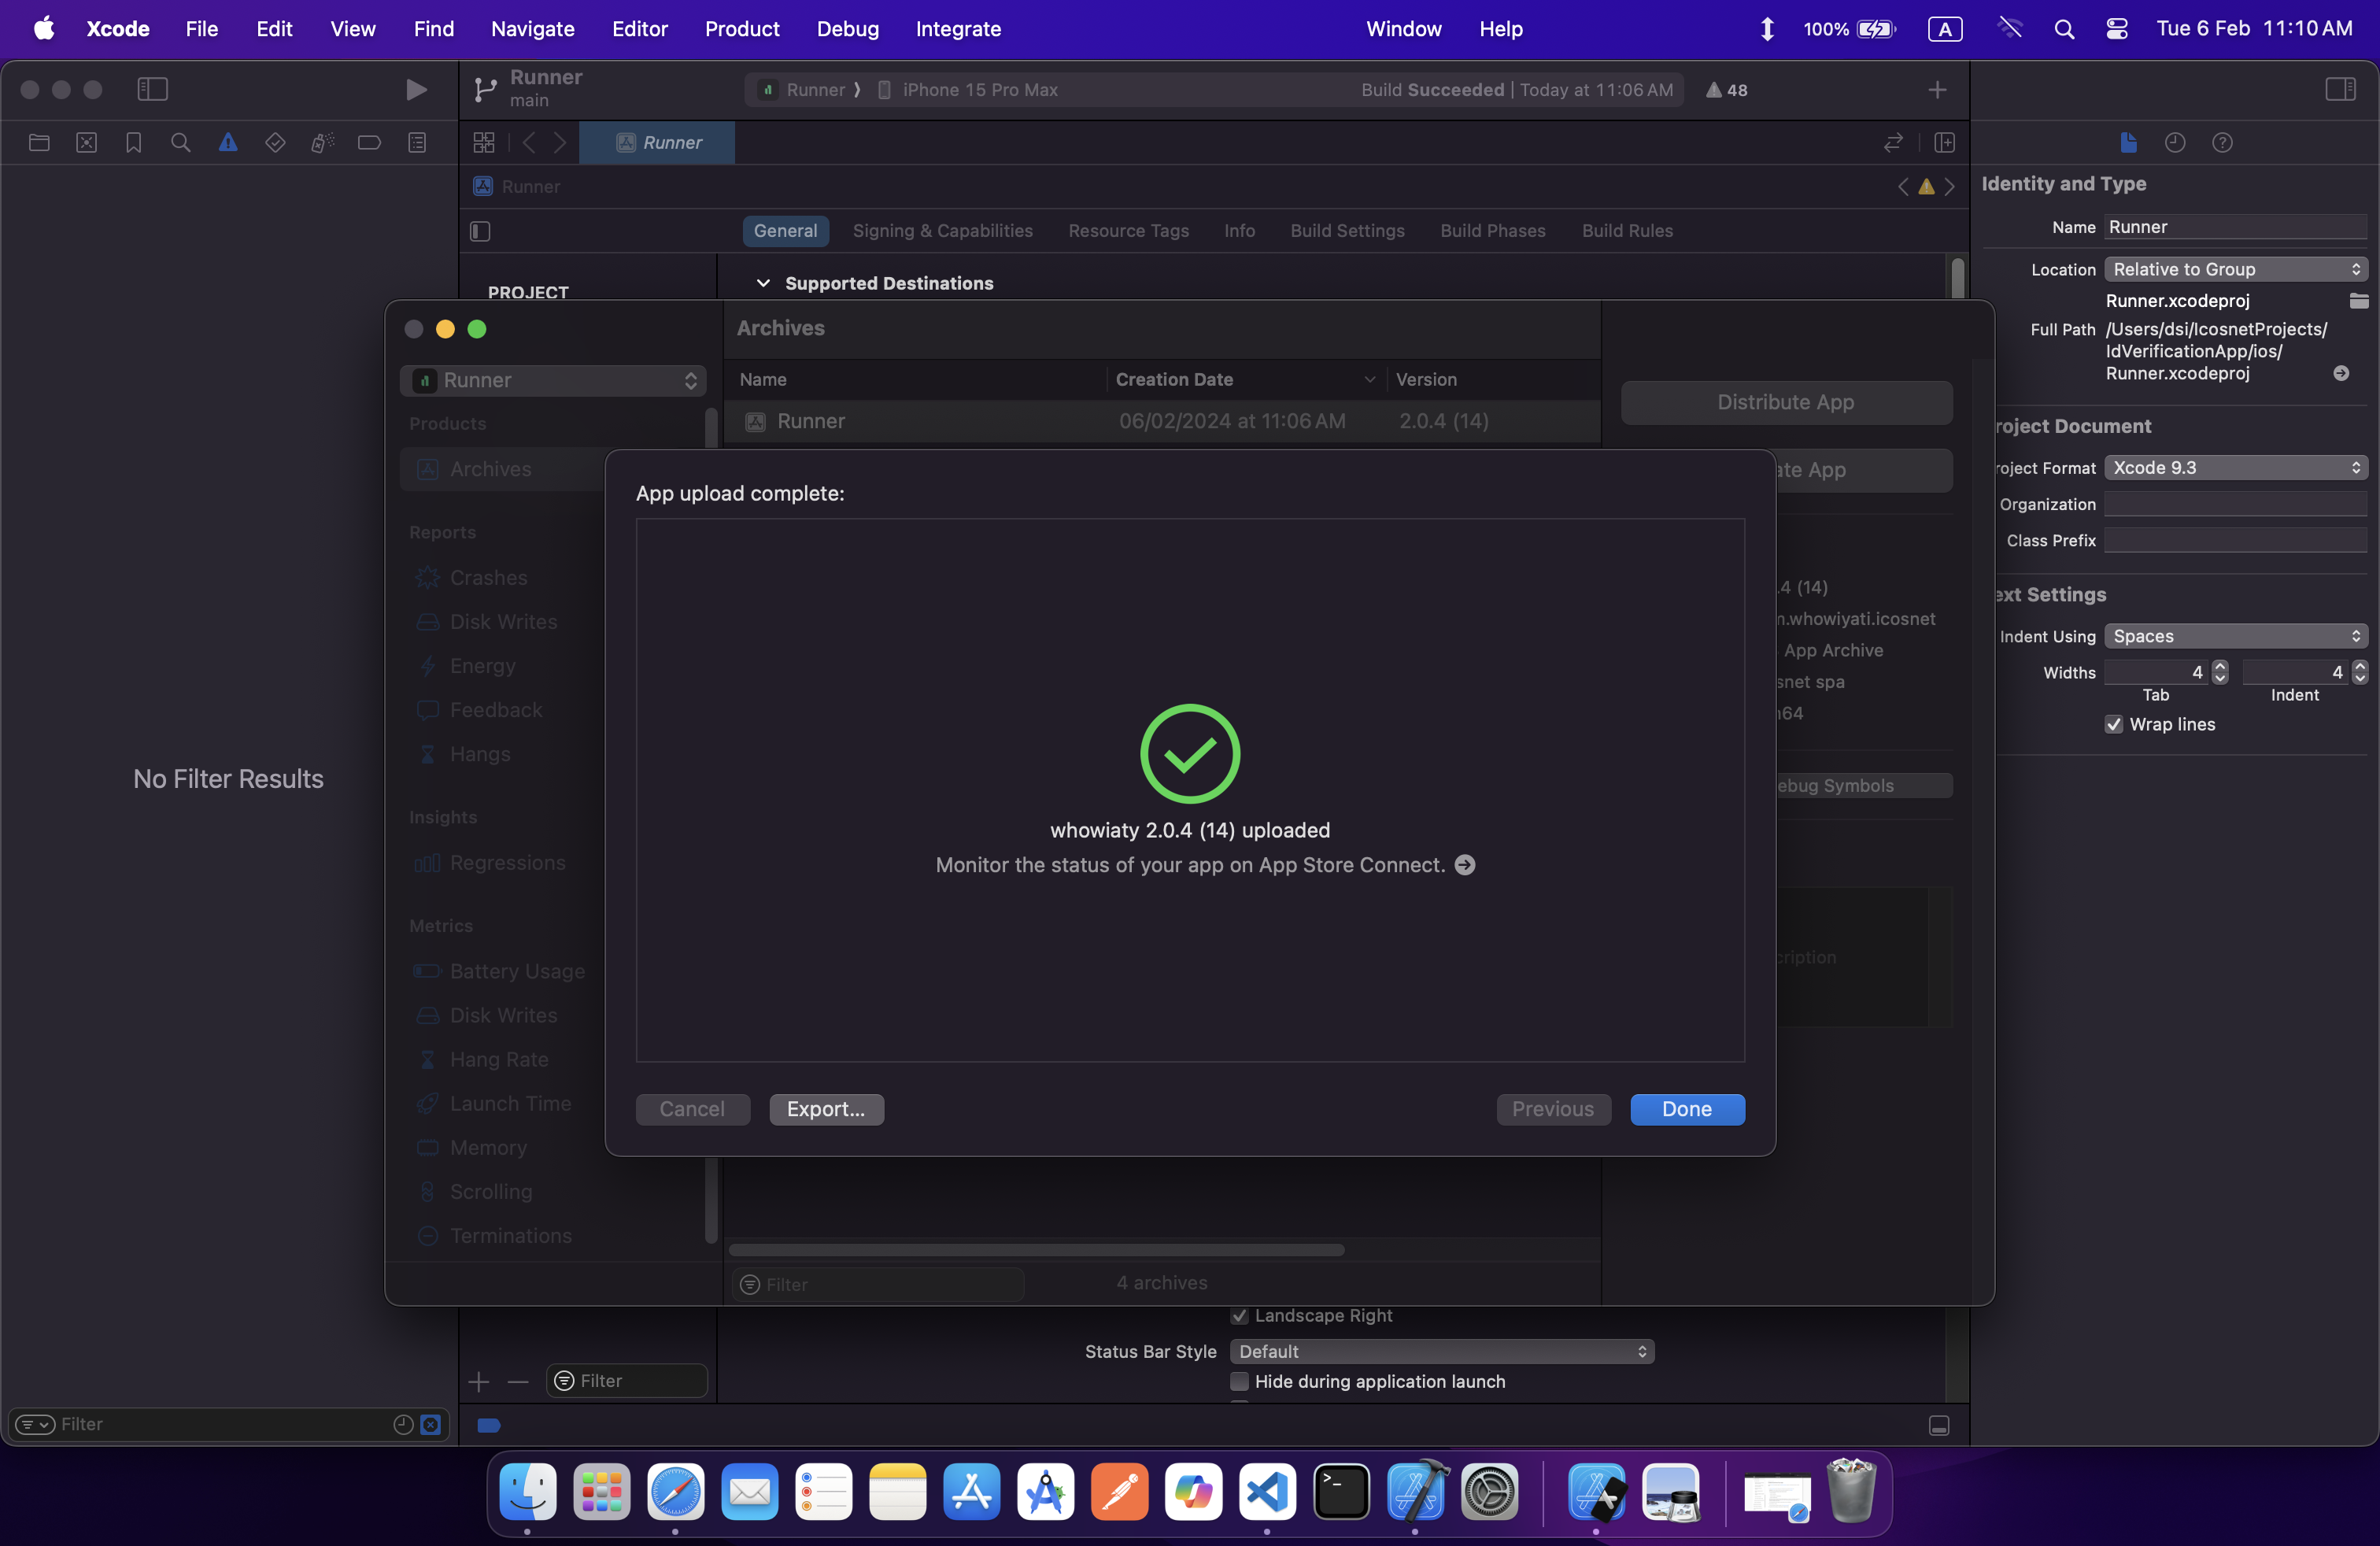 Xcode File Edit View Find Navigate Editor Product Debug Integrate Window Help 100% A Tue 6 Feb 11:10 AM
Runner
main
Runner ⟩ iPhone 15 Pro Max Build Succeeded | Today at 11:06 AM 48
Runner
Runner
General Signing & Capabilities Resource Tags Info Build Settings Build Phases Build Rules
PROJECT
Supported Destinations
No Filter Results
Filter
Runner
Products
Archives
Reports
Crashes
Disk Writes
Energy
Feedback
Hangs
Insights
Regressions
Metrics
Battery Usage
Disk Writes
Hang Rate
Launch Time
Memory
Scrolling
Terminations
Archives
Name Creation Date Version
Runner 06/02/2024 at 11:06 AM 2.0.4 (14)
Distribute App
App
.4 (14)
.whowiyati.icosnet
App Archive
snet spa
64
ebug Symbols
cription
App upload complete:
whowiaty 2.0.4 (14) uploaded
Monitor the status of your app on App Store Connect.
Cancel Export... Previous Done
Filter 4 archives
Landscape Right
Status Bar Style Default
Hide during application launch
Filter
Identity and Type
Name Runner
Location Relative to Group
Runner.xcodeproj
Full Path /Users/dsi/IcosnetProjects/
IdVerificationApp/ios/
Runner.xcodeproj
roject Document
roject Format Xcode 9.3
Organization
Class Prefix
ext Settings
Indent Using Spaces
Widths 4 4
Tab Indent
Wrap lines